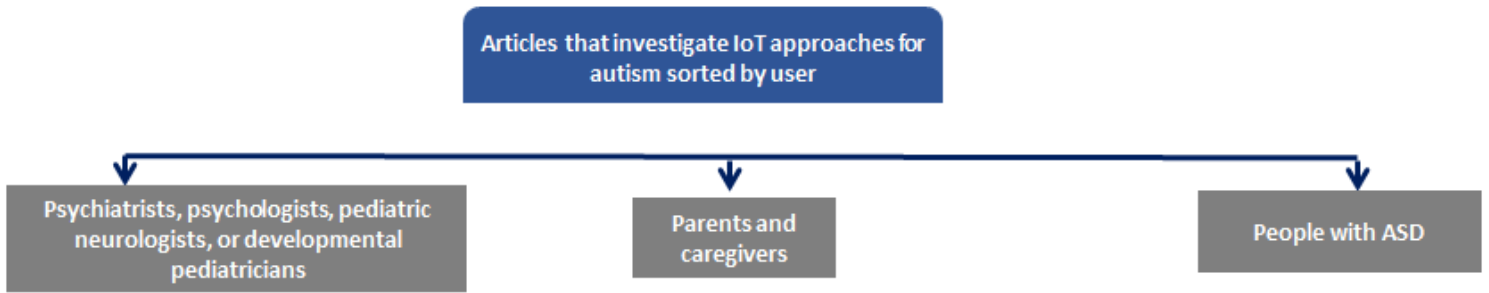 Articles that investigate IoT approaches for
autism sorted by user
Psychiatrists, psychologists, pediatric
neurologists, or developmental
pediatricians
Parents and
caregivers
People with ASD